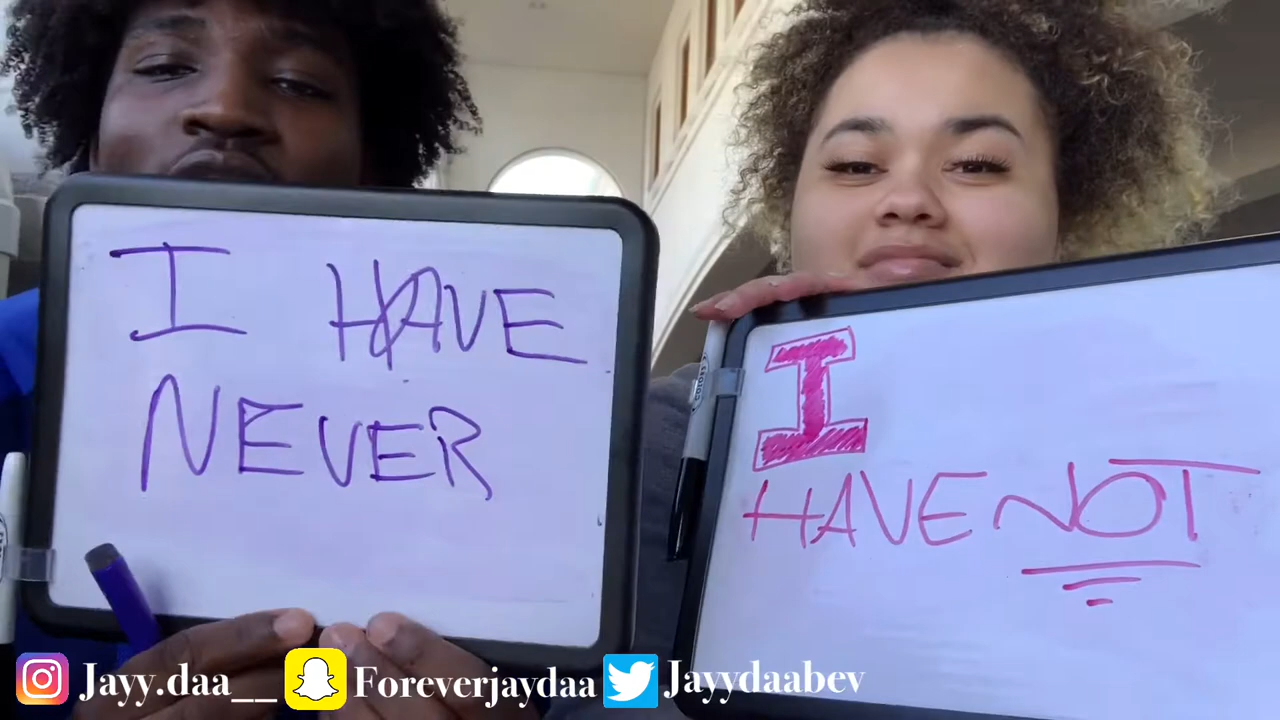 I HAVE
NEVER
I
HAVE NOT
Jayy.daa__ Foreverjaydaa Jayydaabev